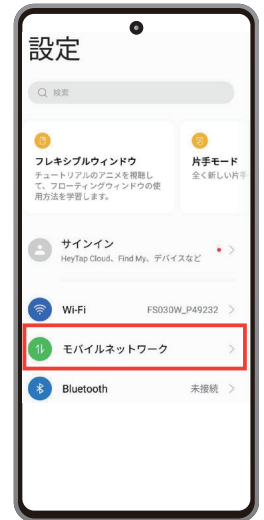 設定
検索
フレキシブルウィンドウ
チュートリアルのアニメを視聴し
て、フローティングウィンドウの使
用方法を学習します。
片手モード
全く新しい片手
サインイン
HeyTap Cloud、Find My、デバイスなど
Wi-Fi
FS030W_P49232
モバイルネットワーク
Bluetooth
未接続